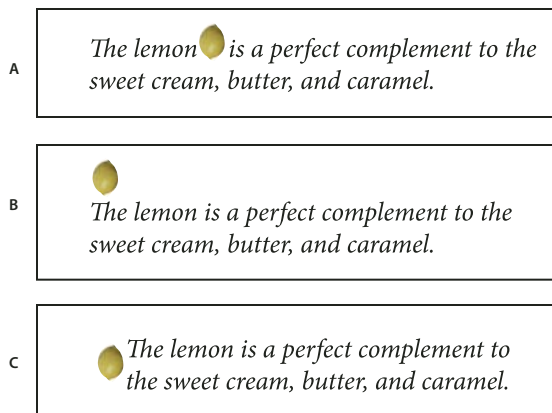 A
The lemon is a perfect complement to the
sweet cream, butter, and caramel.
B
The lemon is a perfect complement to the
sweet cream, butter, and caramel.
C
The lemon is a perfect complement to
the sweet cream, butter, and caramel.